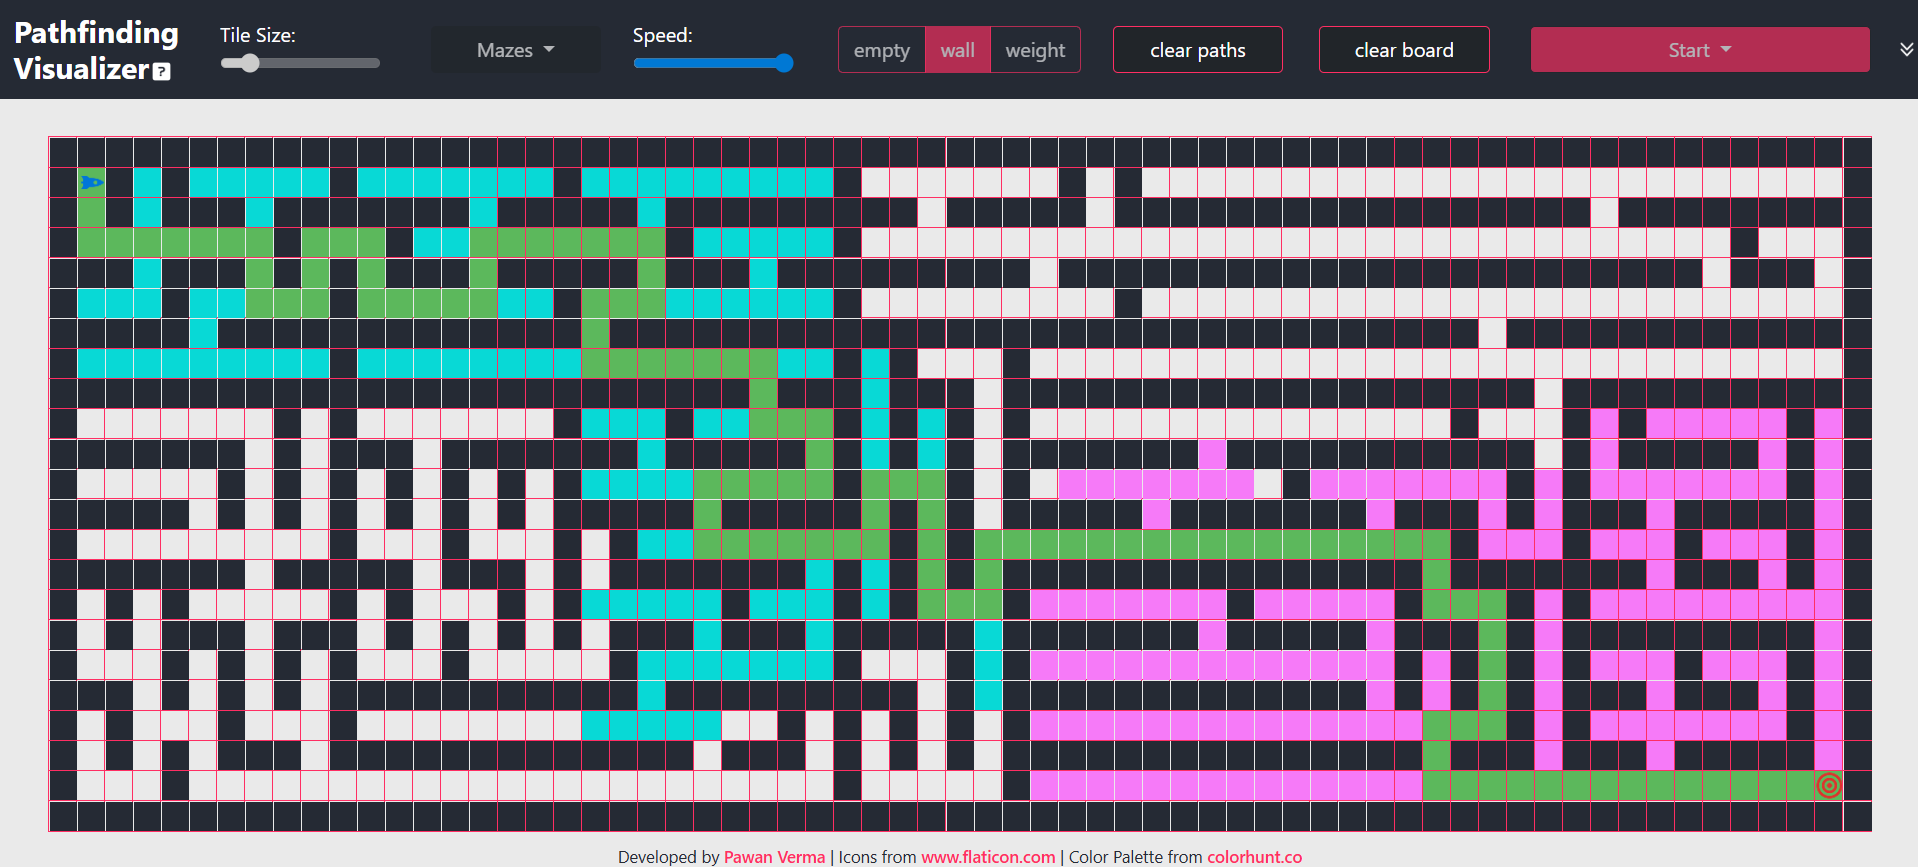 Pathfinding
Visualizer ?
Tile Size:
Mazes
Speed:
empty wall weight
clear paths
clear board
Start
Developed by Pawan Verma | Icons from www.flaticon.com | Color Palette from colorhunt.co